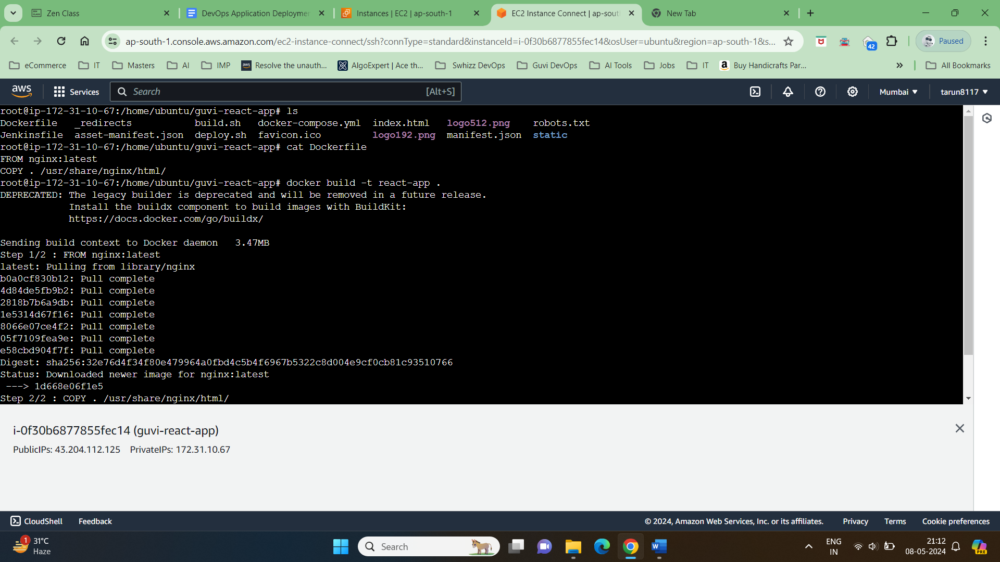 Zen Class
DevOps Application Deploymen
Instances | EC2 | ap-south-1
EC2 Instance Connect | ap-sout
New Tab
ap-south-1.console.aws.amazon.com/ec2-instance-connect/ssh?connType=standard&instanceId=i-0f30b6877855fec14&osUser=ubuntu&region=ap-south-1&s...
42
Paused
eCommerce
IT
Masters
AI
IMP
aws
Resolve the unauth...
AlgoExpert | Ace th...
Swhizz DevOps
Guvi DevOps
AI Tools
Jobs
IT
Buy Handicrafts Par...
All Bookmarks
aws
Services
Search
[Alt+S]
Mumbai
tarun8117
root@ip-172-31-10-67:/home/ubuntu/guvi-react-app# ls
Dockerfile _redirects build.sh docker-compose.yml index.html logo512.png robots.txt
Jenkinsfile asset-manifest.json deploy.sh favicon.ico logo192.png manifest.json static
root@ip-172-31-10-67:/home/ubuntu/guvi-react-app# cat Dockerfile
FROM nginx:latest
COPY . /usr/share/nginx/html/
root@ip-172-31-10-67:/home/ubuntu/guvi-react-app# docker build -t react-app .
DEPRECATED: The legacy builder is deprecated and will be removed in a future release.
Install the buildx component to build images with BuildKit:
https://docs.docker.com/go/buildx/
Sending build context to Docker damon 3.47MB
Step 1/2 : FROM nginx:latest
latest: Pulling from library/nginx
b0a0cf830b12: Pull complete
4d84de5fb9b2: Pull complete
2818b7b6a9db: Pull complete
1e5314d67f16: Pull complete
8066e07ce4f2: Pull complete
05f7109fea9e: Pull complete
e58cbd904f7f: Pull complete
Digest: sha256:32e76d4f34f80e479964a0fbd4c5b4f6967b5322c8d004e9cf0cb81c93510766
Status: Downloaded newer image for nginx:latest
---> 1d668e06f1e5
Step 2/2 : COPY . /usr/share/nginx/html/
i-0f30b6877855fec14 (guvi-react-app)
PublicIPs: 43.204.112.125 PrivateIPs: 172.31.10.67
CloudShell
Feedback
© 2024, Amazon Web Services, Inc. or its affiliates.
Privacy
Terms
Cookie preferences
1
31°C
Haze
Search
ENG
IN
21:12
08-05-2024
PRE